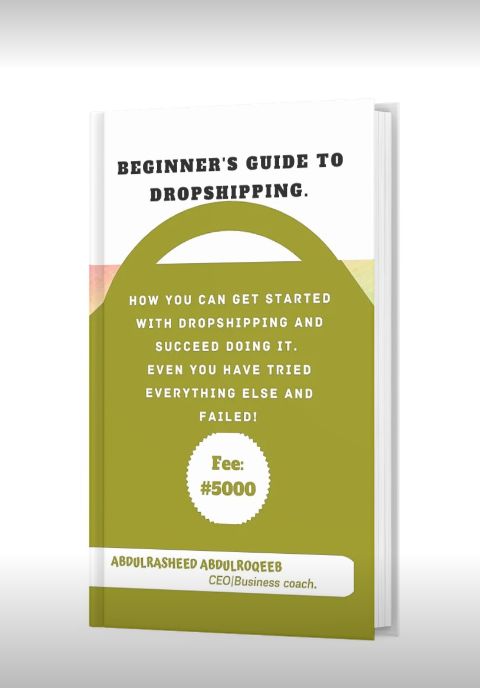 BEGINNER'S GUIDE TO
DROPSHIPPING.
HOW YOU CAN GET STARTED
WITH DROPSHIPPING AND
SUCCEED DOING IT.
EVEN YOU HAVE TRIED
EVERYTHING ELSE AND
FAILED!
Fee:
#5000
ABDULRASHEED ABDULROQEEB
CEO|Business coach.